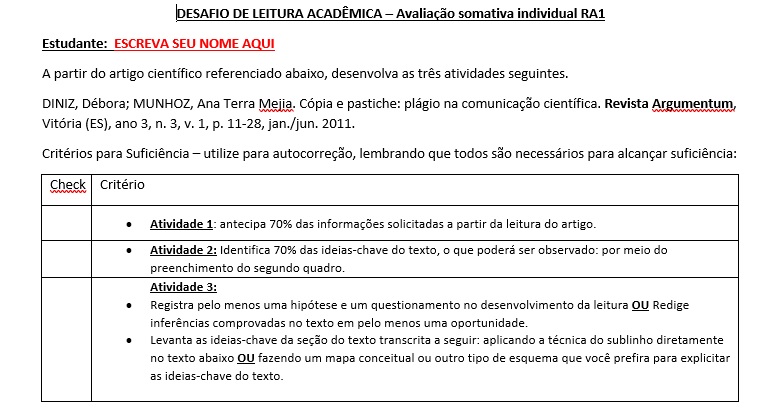 DESAFIO DE LEITURA ACADÊMICA – Avaliação somativa individual RA1
Estudante: ESCREVA SEU NOME AQUI
A partir do artigo científico referenciado abaixo, desenvolva as três atividades seguintes.
DINIZ, Débora; MUNHOZ, Ana Terra Mejia. Cópia e pastiche: plágio na comunicação científica. Revista Argumentum,
Vitória (ES), ano 3, n. 3, v. 1, p. 11-28, jan./jun. 2011.
Critérios para Suficiência – utilize para autocorreção, lembrando que todos são necessários para alcançar suficiência:
Check Critério
• Atividade 1: antecipa 70% das informações solicitadas a partir da leitura do artigo.
• Atividade 2: Identifica 70% das ideias-chave do texto, o que poderá ser observado: por meio do
preenchimento do segundo quadro.
Atividade 3:
• Registra pelo menos uma hipótese e um questionamento no desenvolvimento da leitura OU Redige
inferências comprovadas no texto em pelo menos uma oportunidade.
• Levanta as ideias-chave da seção do texto transcrita a seguir: aplicando a técnica do sublinho diretamente
no texto abaixo OU fazendo um mapa conceitual ou outro tipo de esquema que você prefira para explicitar
as ideias-chave do texto.